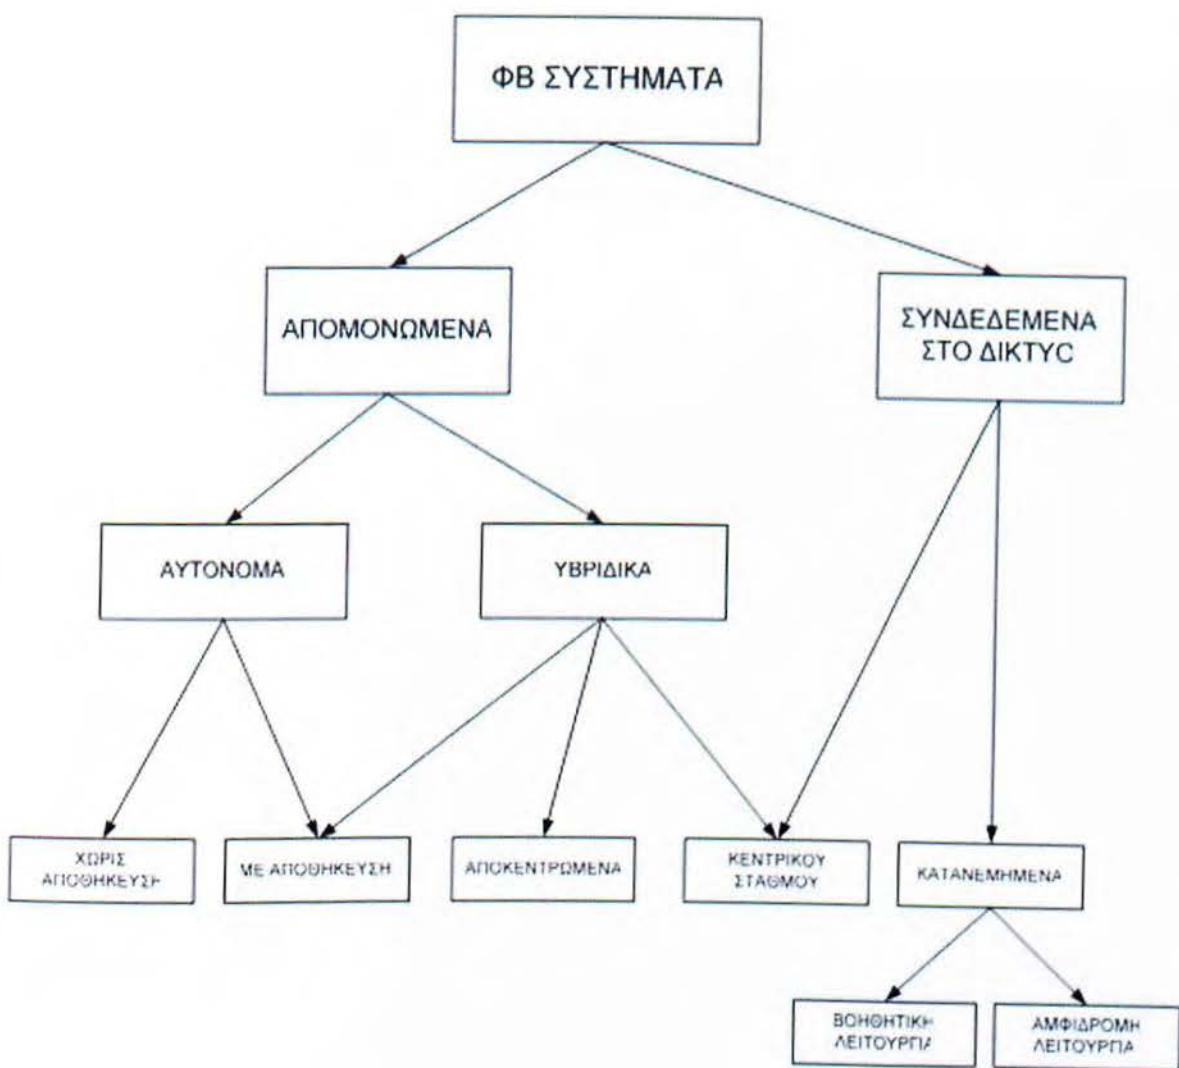 ΦΒ ΣΥΣΤΗΜΑΤΑ
ΑΠΟΜΟΝΩΜΕΝΑ
ΣΥΝΔΕΔΕΜΕΝΑ
ΣΤΟ ΔΙΚΤΥΟ
ΑΥΤΟΝΟΜΑ
ΥΒΡΙΔΙΚΑ
ΧΩΡΙΣ
ΑΠΟΘΗΚΕΥΣΗ
ΜΕ ΑΠΟΘΗΚΕΥΣΗ
ΑΠΟΚΕΝΤΡΩΜΕΝΑ
ΚΕΝΤΡΙΚΟΥ
ΣΤΑΘΜΟΥ
ΚΑΤΑΝΕΜΗΜΕΝΑ
ΒΟΗΘΗΤΙΚΗ
ΛΕΙΤΟΥΡΓΙΑ
ΑΜΦΙΔΡΟΜΗ
ΛΕΙΤΟΥΡΓΙΑ